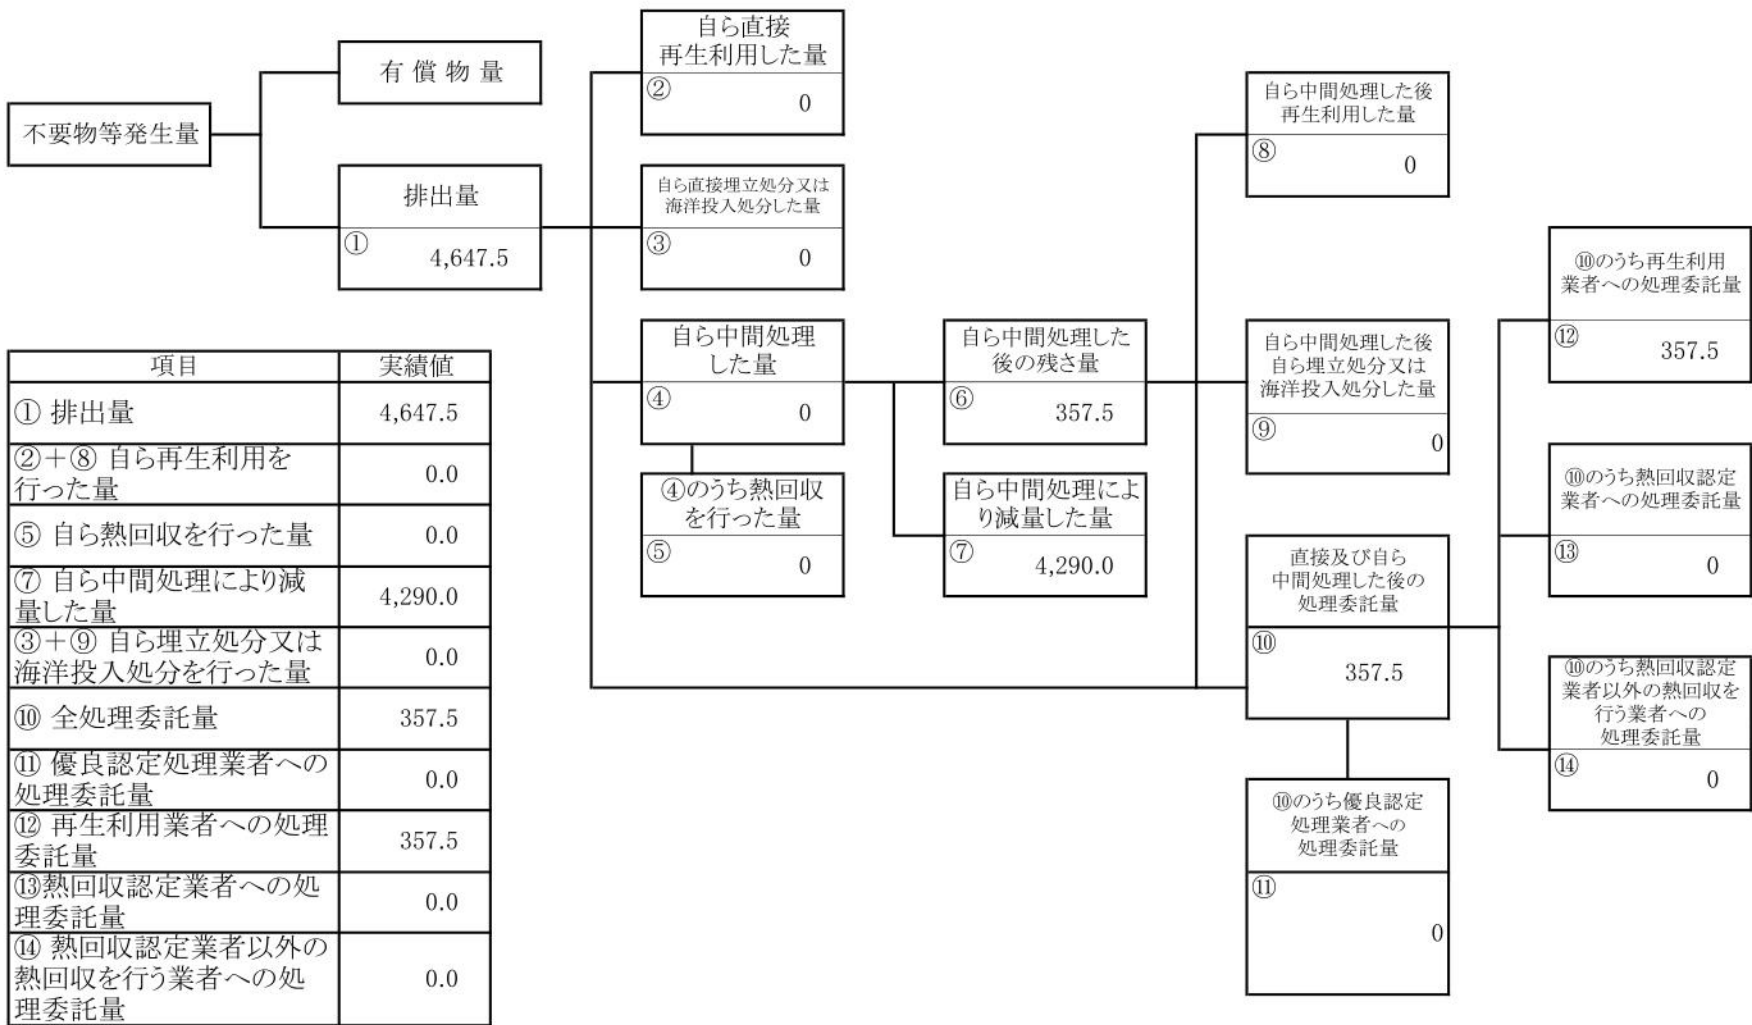 不要物等発生量
有 償 物 量
排出量
①
4,647.5
自ら直接
再生利用した量
②
0
自ら直接埋立処分又は
海洋投入処分した量
③
0
自ら中間処理
した量
④
0
④のうち熱回収
を行った量
⑤
0
自ら中間処理した
後の残さ量
⑥
357.5
自ら中間処理によ
り減量した量
⑦
4,290.0
自ら中間処理した後
再生利用した量
⑧
0
自ら中間処理した後
自ら埋立処分又は
海洋投入処分した量
⑨
0
直接及び自ら
中間処理した後の
処理委託量
⑩
357.5
⑩のうち優良認定
処理業者への
処理委託量
⑪
0
⑩のうち再生利用
業者への処理委託量
⑫
357.5
⑩のうち熱回収認定
業者への処理委託量
⑬
0
⑩のうち熱回収認定
業者以外の熱回収を
行う業者への
処理委託量
⑭
0
項目 実績値
① 排出量 4,647.5
②＋⑧ 自ら再生利用を
行った量 0.0
⑤ 自ら熱回収を行った量 0.0
⑦ 自ら中間処理により減
量した量 4,290.0
③＋⑨ 自ら埋立処分又は
海洋投入処分を行った量 0.0
⑩ 全処理委託量 357.5
⑪ 優良認定処理業者への
処理委託量 0.0
⑫ 再生利用業者への処理
委託量 357.5
⑬熱回収認定業者への処
理委託量 0.0
⑭ 熱回収認定業者以外の
熱回収を行う業者への処
理委託量 0.0